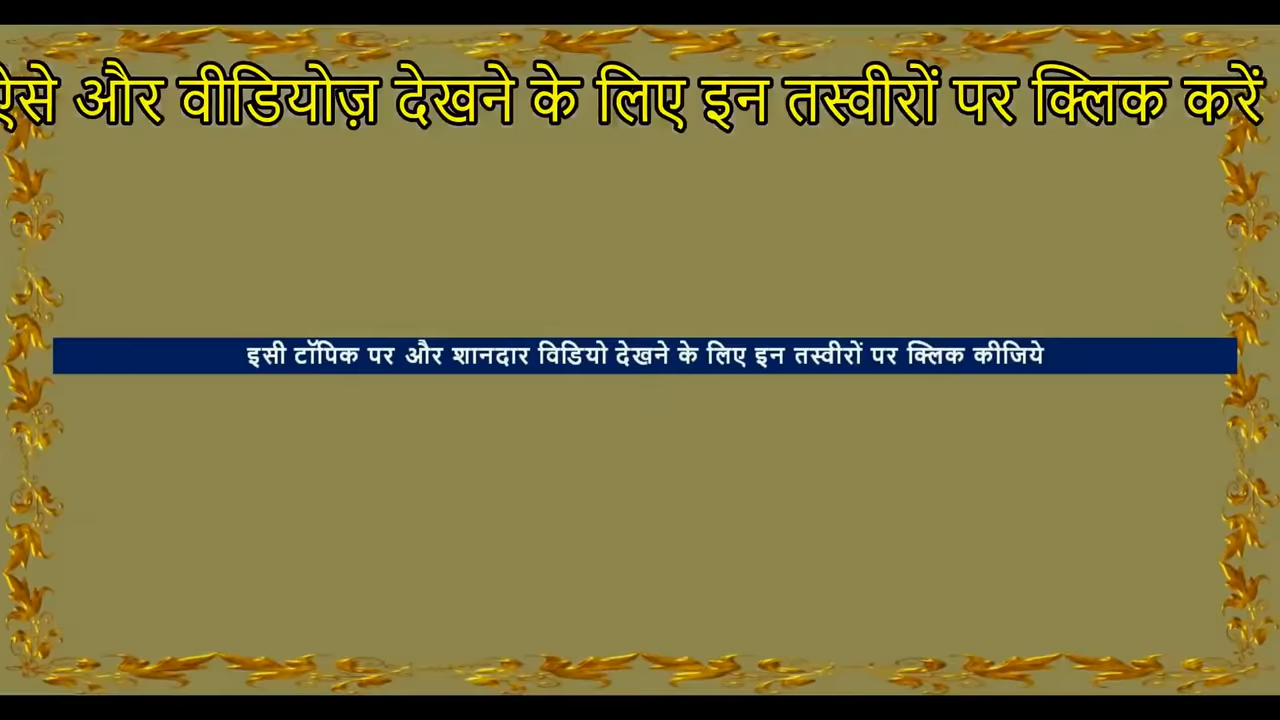 ऐसे और वीडियोज़ देखने के लिए इन तस्वीरों पर क्लिक करें
इसी टॉपिक पर और शानदार विडियो देखने के लिए इन तस्वीरों पर क्लिक कीजिये